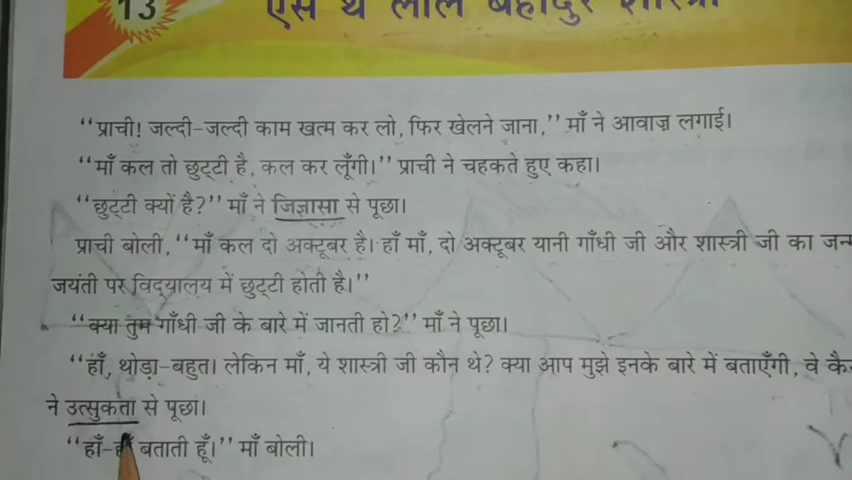 13 ऐसे थे लाल बहादुर शास्त्री
“प्राची! जल्दी-जल्दी काम खत्म कर लो, फिर खेलने जाना,” माँ ने आवाज़ लगाई।
“माँ कल तो छुट्टी है, कल कर लूँगी।” प्राची ने चहकते हुए कहा।
“छुट्टी क्यों है?” माँ ने जिज्ञासा से पूछा।
प्राची बोली, “माँ कल दो अक्टूबर है। हाँ माँ, दो अक्टूबर यानी गाँधी जी और शास्त्री जी का जन्म
जयंती पर विद्यालय में छुट्टी होती है।”
“क्या तुम गाँधी जी के बारे में जानती हो?” माँ ने पूछा।
“हाँ, थोड़ा-बहुत। लेकिन माँ, ये शास्त्री जी कौन थे? क्या आप मुझे इनके बारे में बताएँगी, वे
ने उत्सुकता से पूछा।
“हाँ-हाँ बताती हूँ।” माँ बोली।